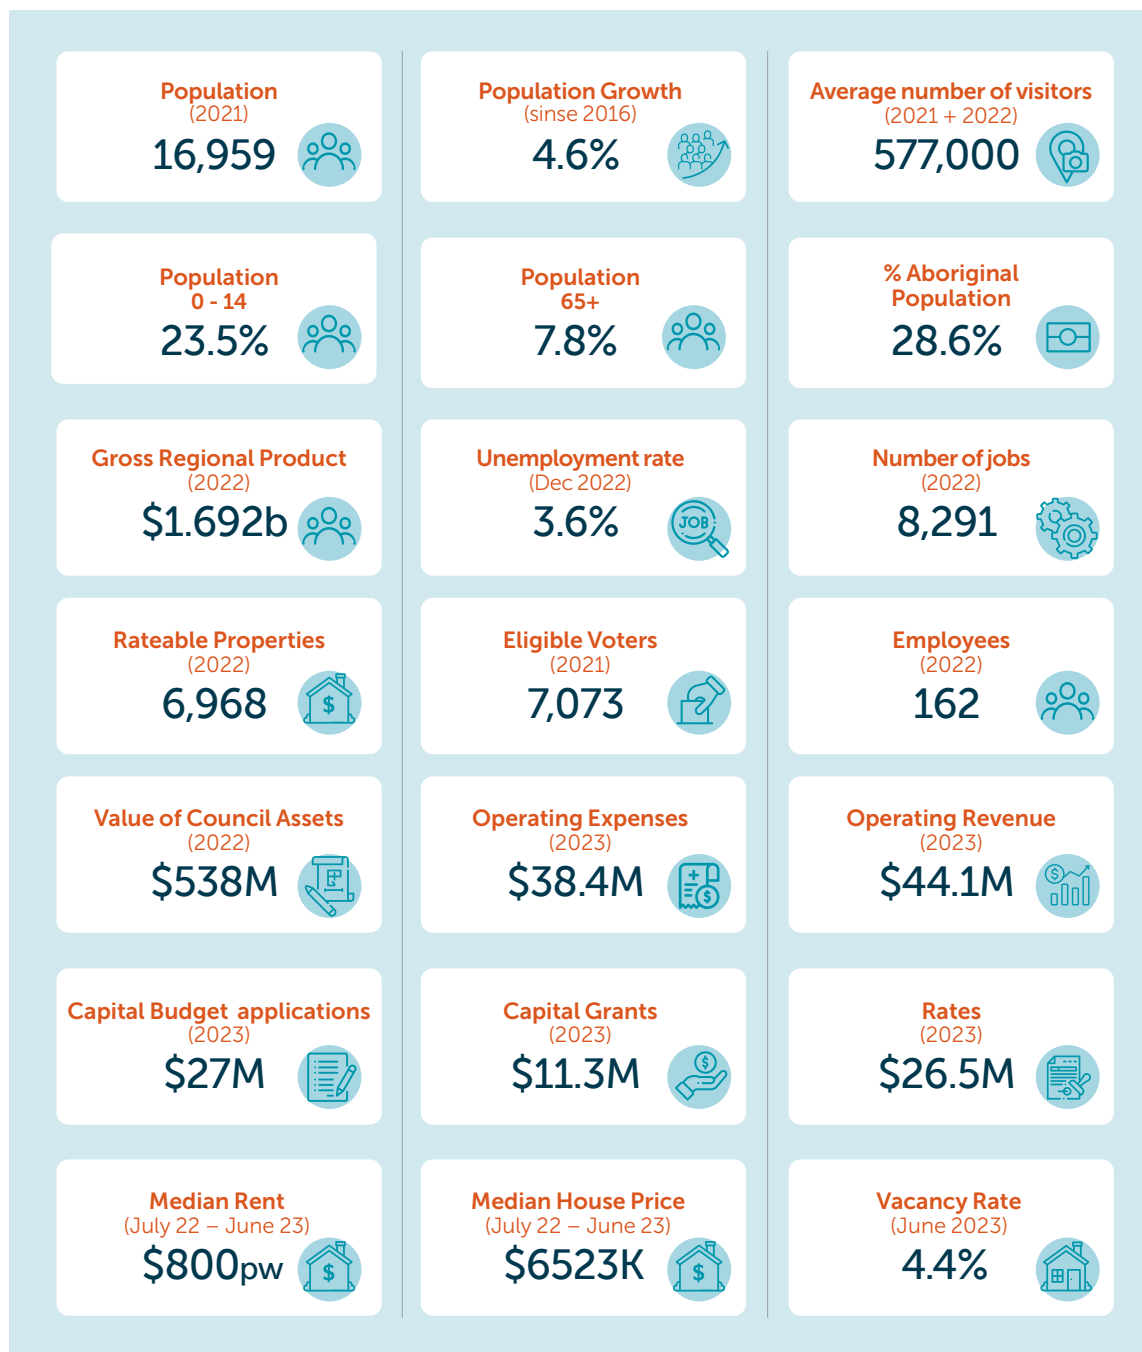 Population
(2021)
16,959
Population Growth
(sinse 2016)
4.6%
Average number of visitors
(2021 + 2022)
577,000
Population
0 - 14
23.5%
Population
65+
7.8%
% Aboriginal
Population
28.6%
Gross Regional Product
(2022)
$1.692b
Unemployment rate
(Dec 2022)
3.6%
JOB
Number of jobs
(2022)
8,291
Rateable Properties
(2022)
6,968
$
Eligible Voters
(2021)
7,073
Employees
(2022)
162
Value of Council Assets
(2022)
$538M
Operating Expenses
(2023)
$38.4M
$
Operating Revenue
(2023)
$44.1M
$
Capital Budget  applications
(2023)
$27M
Capital Grants
(2023)
$11.3M
$
Rates
(2023)
$26.5M
Median Rent
(July 22 – June 23)
$800pw
$
Median House Price
(July 22 – June 23)
$6523K
$
Vacancy Rate
(June 2023)
4.4%